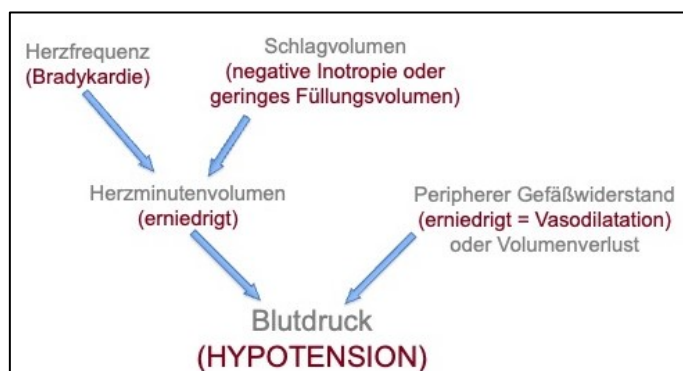 Herzfrequenz
(Bradykardie)
Schlagvolumen
(negative Inotropie oder
geringes Füllungsvolumen)
Herzminutenvolumen
(erniedrigt)
Peripherer Gefäßwiderstand
(erniedrigt = Vasodilatation)
oder Volumenverlust
Blutdruck
(HYPOTENSION)